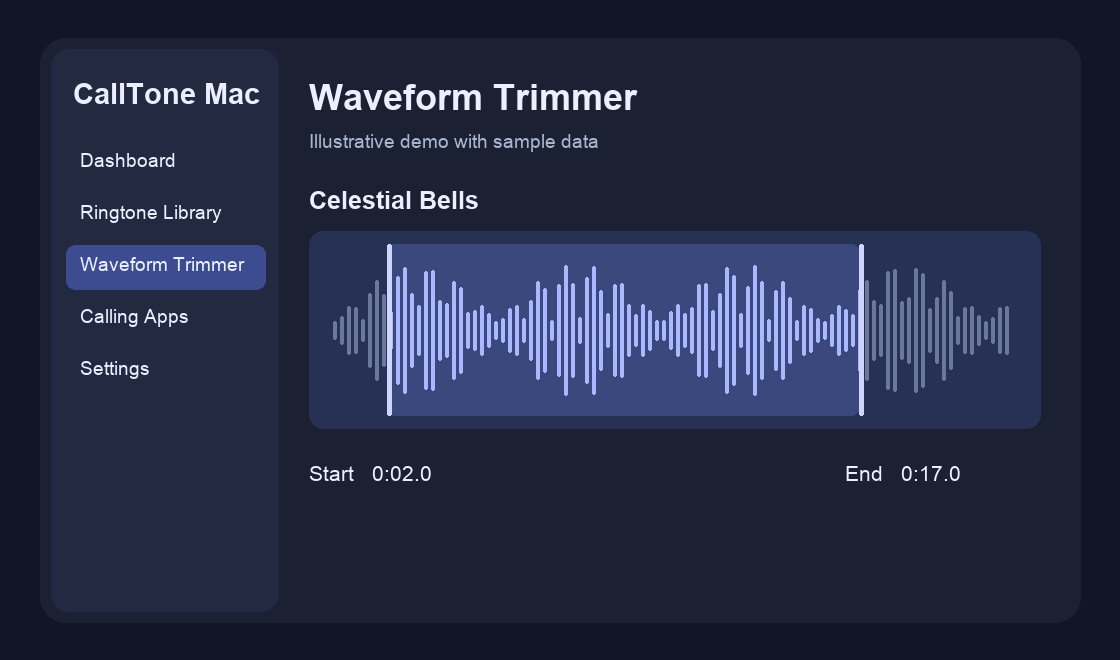 CallTone Mac
Dashboard
Ringtone Library
Waveform Trimmer
Calling Apps
Settings
Waveform Trimmer
Illustrative demo with sample data
Celestial Bells
Start 0:02.0
End 0:17.0